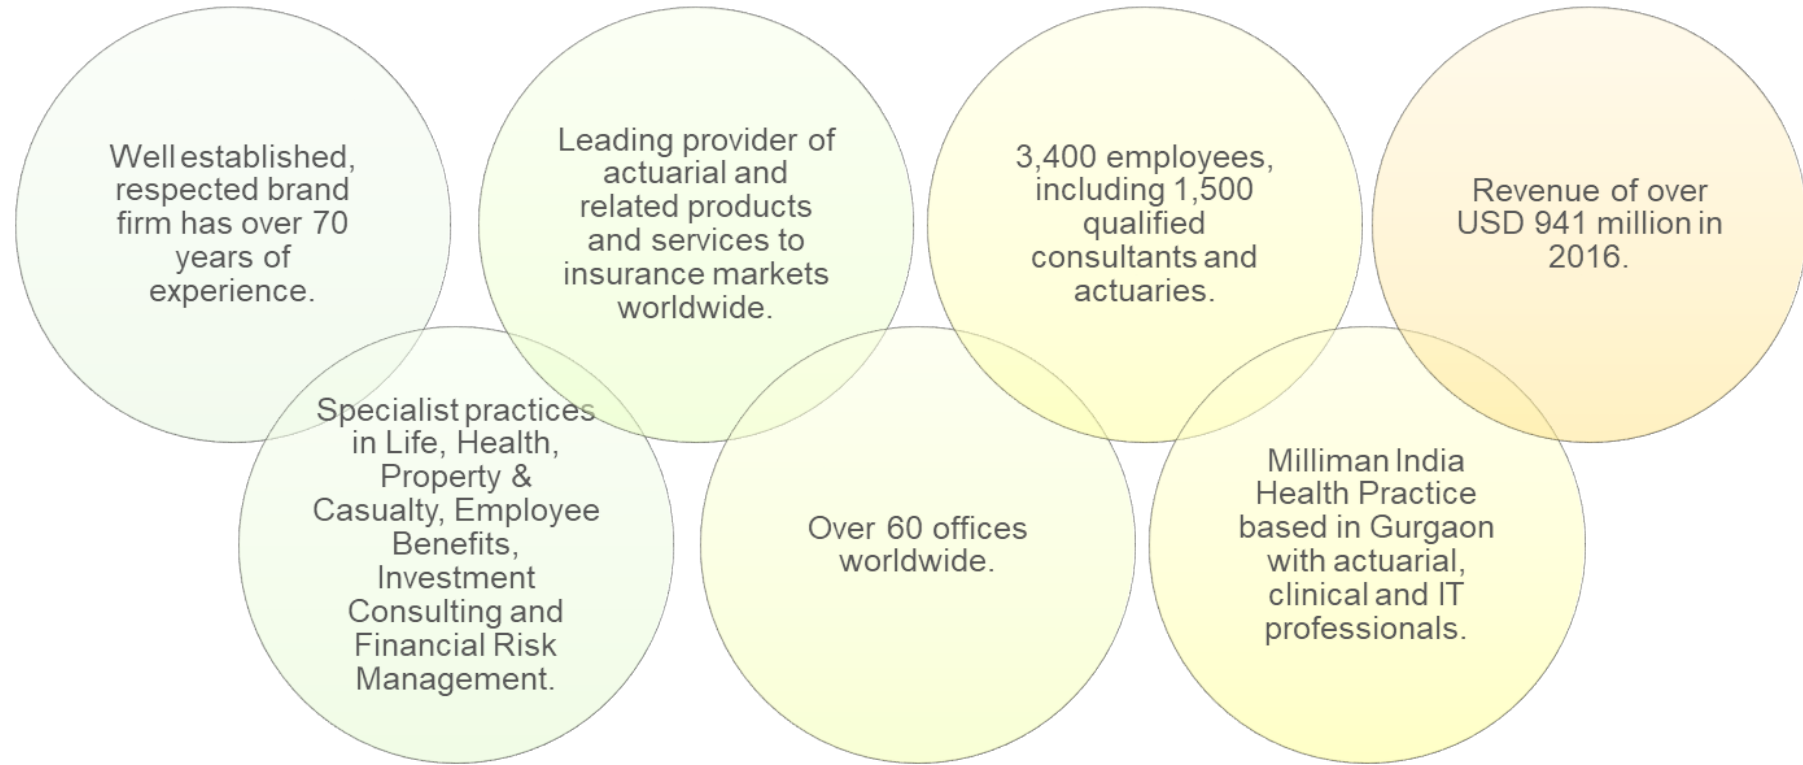 Well established,
respected brand
firm has over 70
years of
experience.
Specialist practices
in Life, Health,
Property &
Casualty, Employee
Benefits,
Investment
Consulting and
Financial Risk
Management.
Leading provider of
actuarial and
related products
and services to
insurance markets
worldwide.
Over 60 offices
worldwide.
3,400 employees,
including 1,500
qualified
consultants and
actuaries.
Milliman India
Health Practice
based in Gurgaon
with actuarial,
clinical and IT
professionals.
Revenue of over
USD 941 million in
2016.